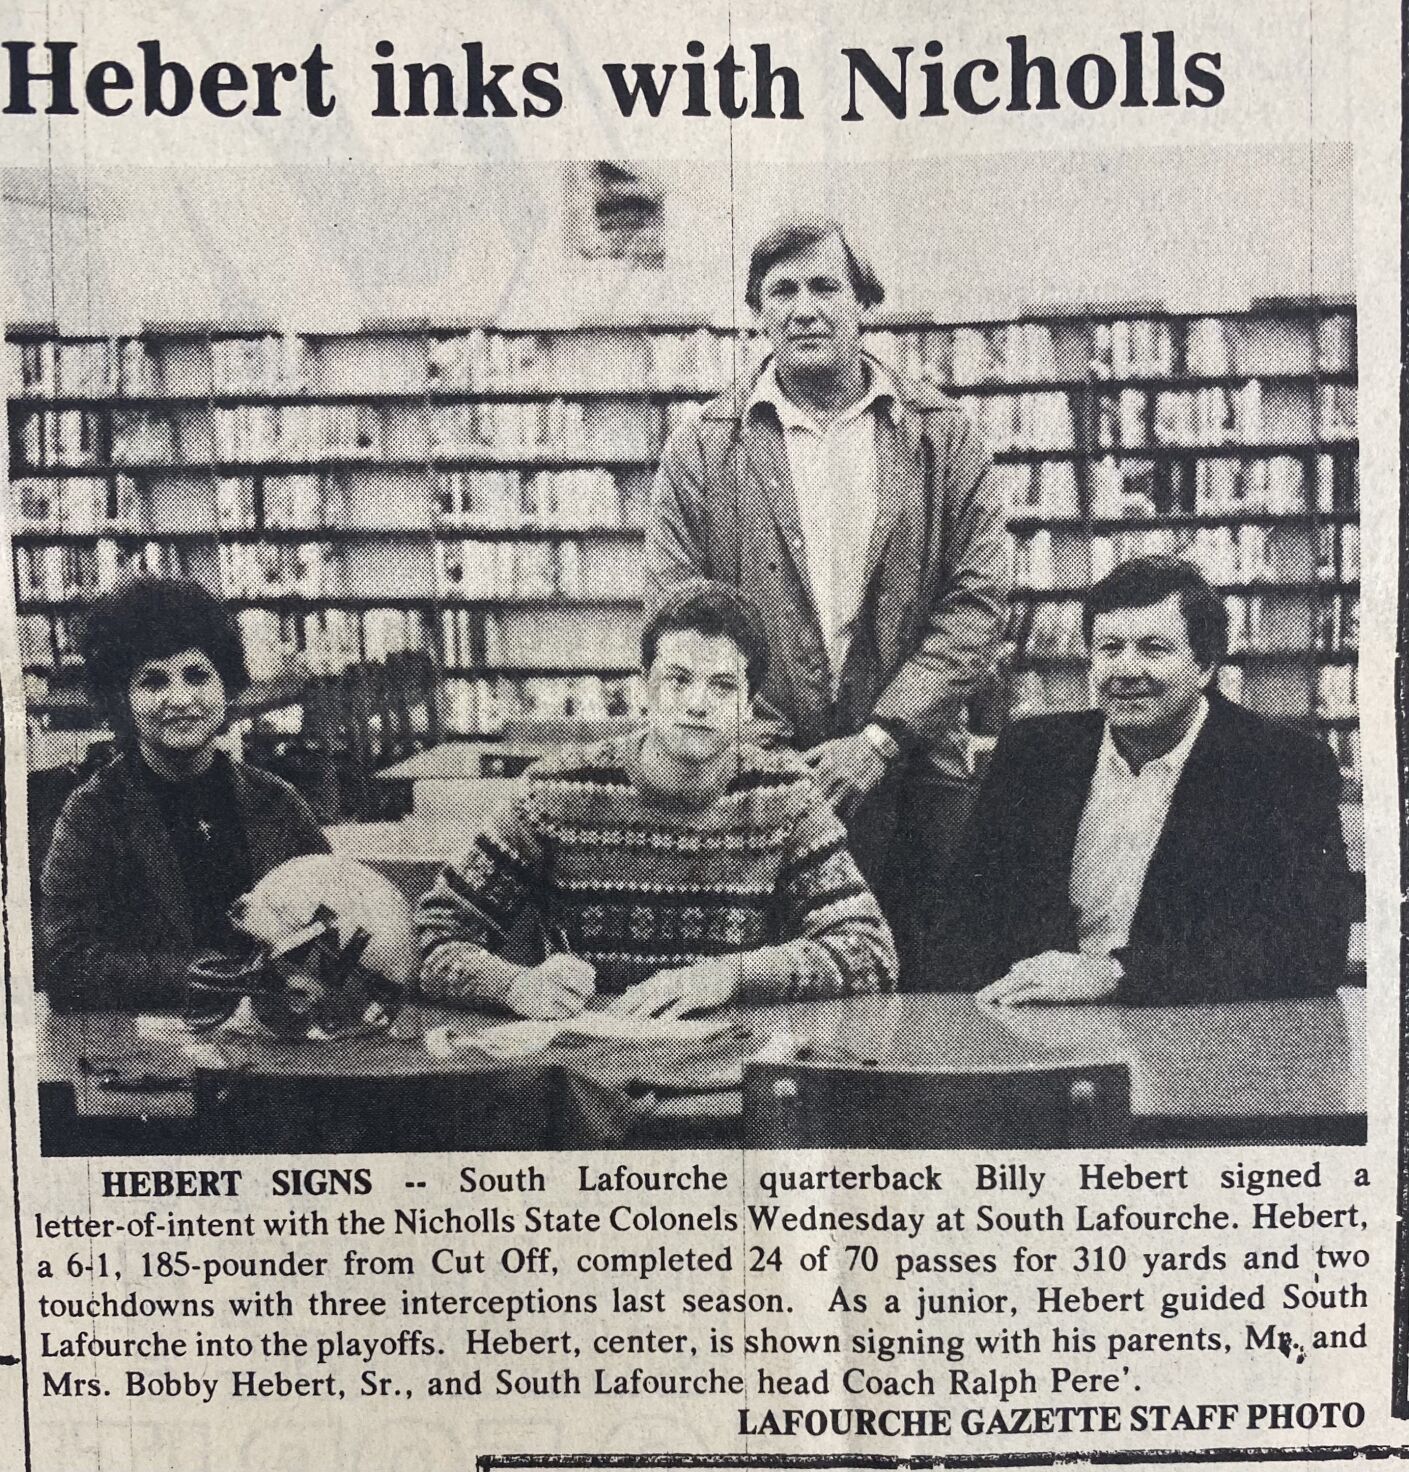 Hebert inks with Nicholls
HEBERT SIGNS -- South Lafourche quarterback Billy Hebert signed a
letter-of-intent with the Nicholls State Colonels Wednesday at South Lafourche. Hebert,
a 6-1, 185-pounder from Cut Off, completed 24 of 70 passes for 310 yards and two
touchdowns with three interceptions last season. As a junior, Hebert guided South
Lafourche into the playoffs. Hebert, center, is shown signing with his parents, Mr. and
Mrs. Bobby Hebert, Sr., and South Lafourche head Coach Ralph Pere'.
LAFOURCHE GAZETTE STAFF PHOTO